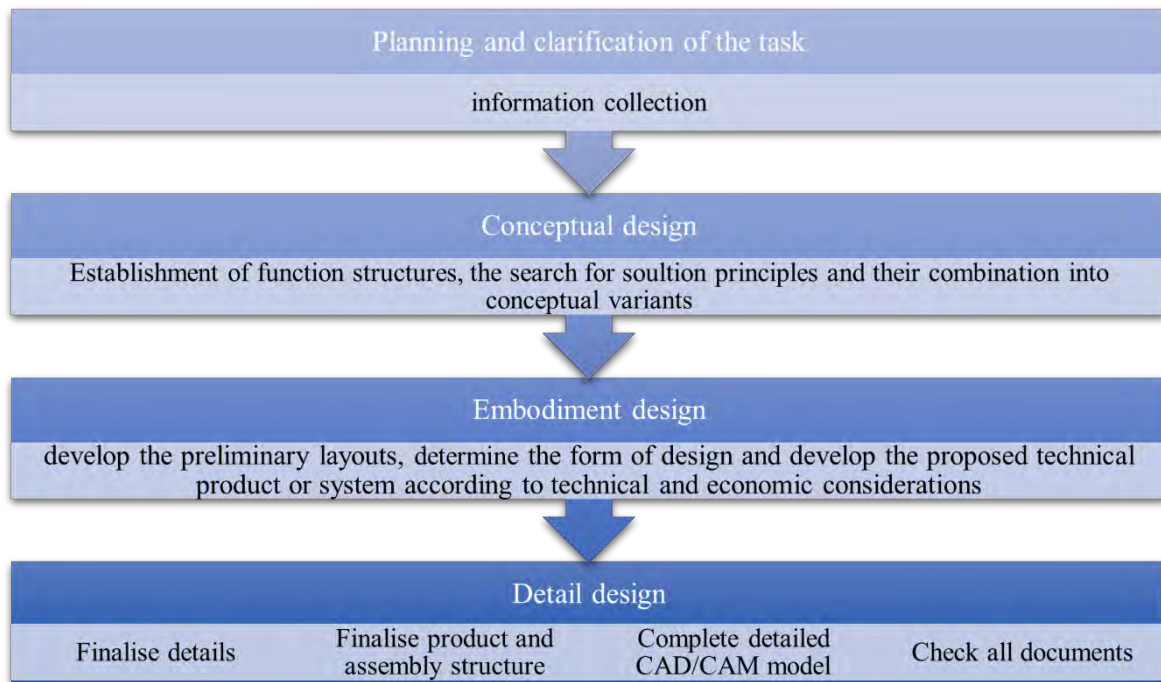 Planning and clarification of the task
information collection
Conceptual design
Establishment of function structures, the search for soultion principles and their combination into
conceptual variants
Embodiment design
develop the preliminary layouts, determine the form of design and develop the proposed technical
product or system according to technical and economic considerations
Detail design
Finalise details
Finalise product and
assembly structure
Complete detailed
CAD/CAM model
Check all documents